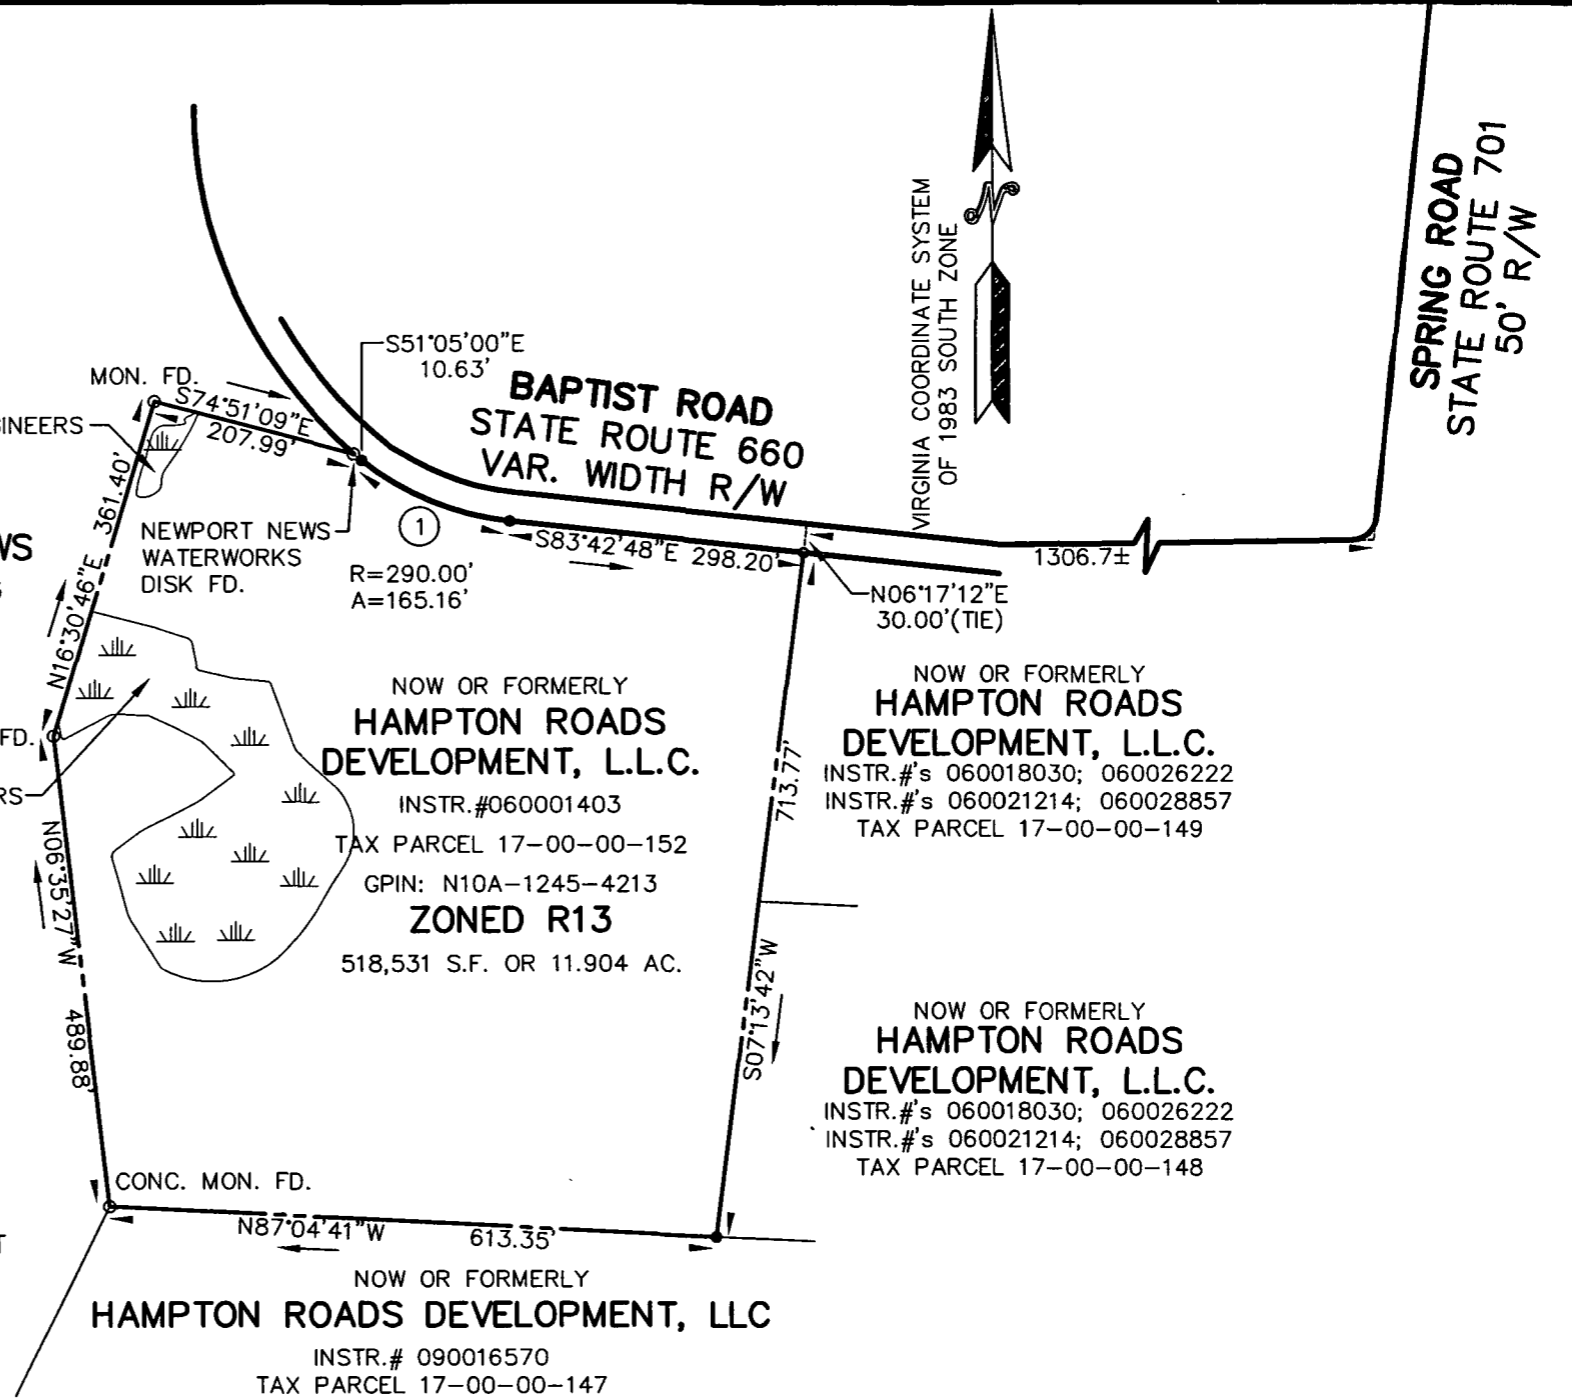 S51°05'00"E
10.63'
MON. FD.
S74°51'09"E
207.99'
BAPTIST ROAD
STATE ROUTE 660
VAR. WIDTH R/W
VIRGINIA COORDINATE SYSTEM
OF 1983 SOUTH ZONE
N
SPRING ROAD
STATE ROUTE 701
50' R/W
INEERS
N16°30'46"E 361.40'
NEWPORT NEWS
WATERWORKS
DISK FD.
1
R=290.00'
A=165.16'
S83°42'48"E 298.20'
1306.7±
N06°17'12"E
30.00'(TIE)
WS
FD.
RS
NOW OR FORMERLY
HAMPTON ROADS
DEVELOPMENT, L.L.C.
INSTR.#060001403
TAX PARCEL 17-00-00-152
GPIN: N10A-1245-4213
ZONED R13
518,531 S.F. OR 11.904 AC.
713.77'
S07°13'42"W
NOW OR FORMERLY
HAMPTON ROADS
DEVELOPMENT, L.L.C.
INSTR.#'s 060018030; 060026222
INSTR.#'s 060021214; 060028857
TAX PARCEL 17-00-00-149
NOW OR FORMERLY
HAMPTON ROADS
DEVELOPMENT, L.L.C.
INSTR.#'s 060018030; 060026222
INSTR.#'s 060021214; 060028857
TAX PARCEL 17-00-00-148
N06°35'27"W 489.88'
CONC. MON. FD.
N87°04'41"W 613.35'
T
NOW OR FORMERLY
HAMPTON ROADS DEVELOPMENT, LLC
INSTR.# 090016570
TAX PARCEL 17-00-00-147